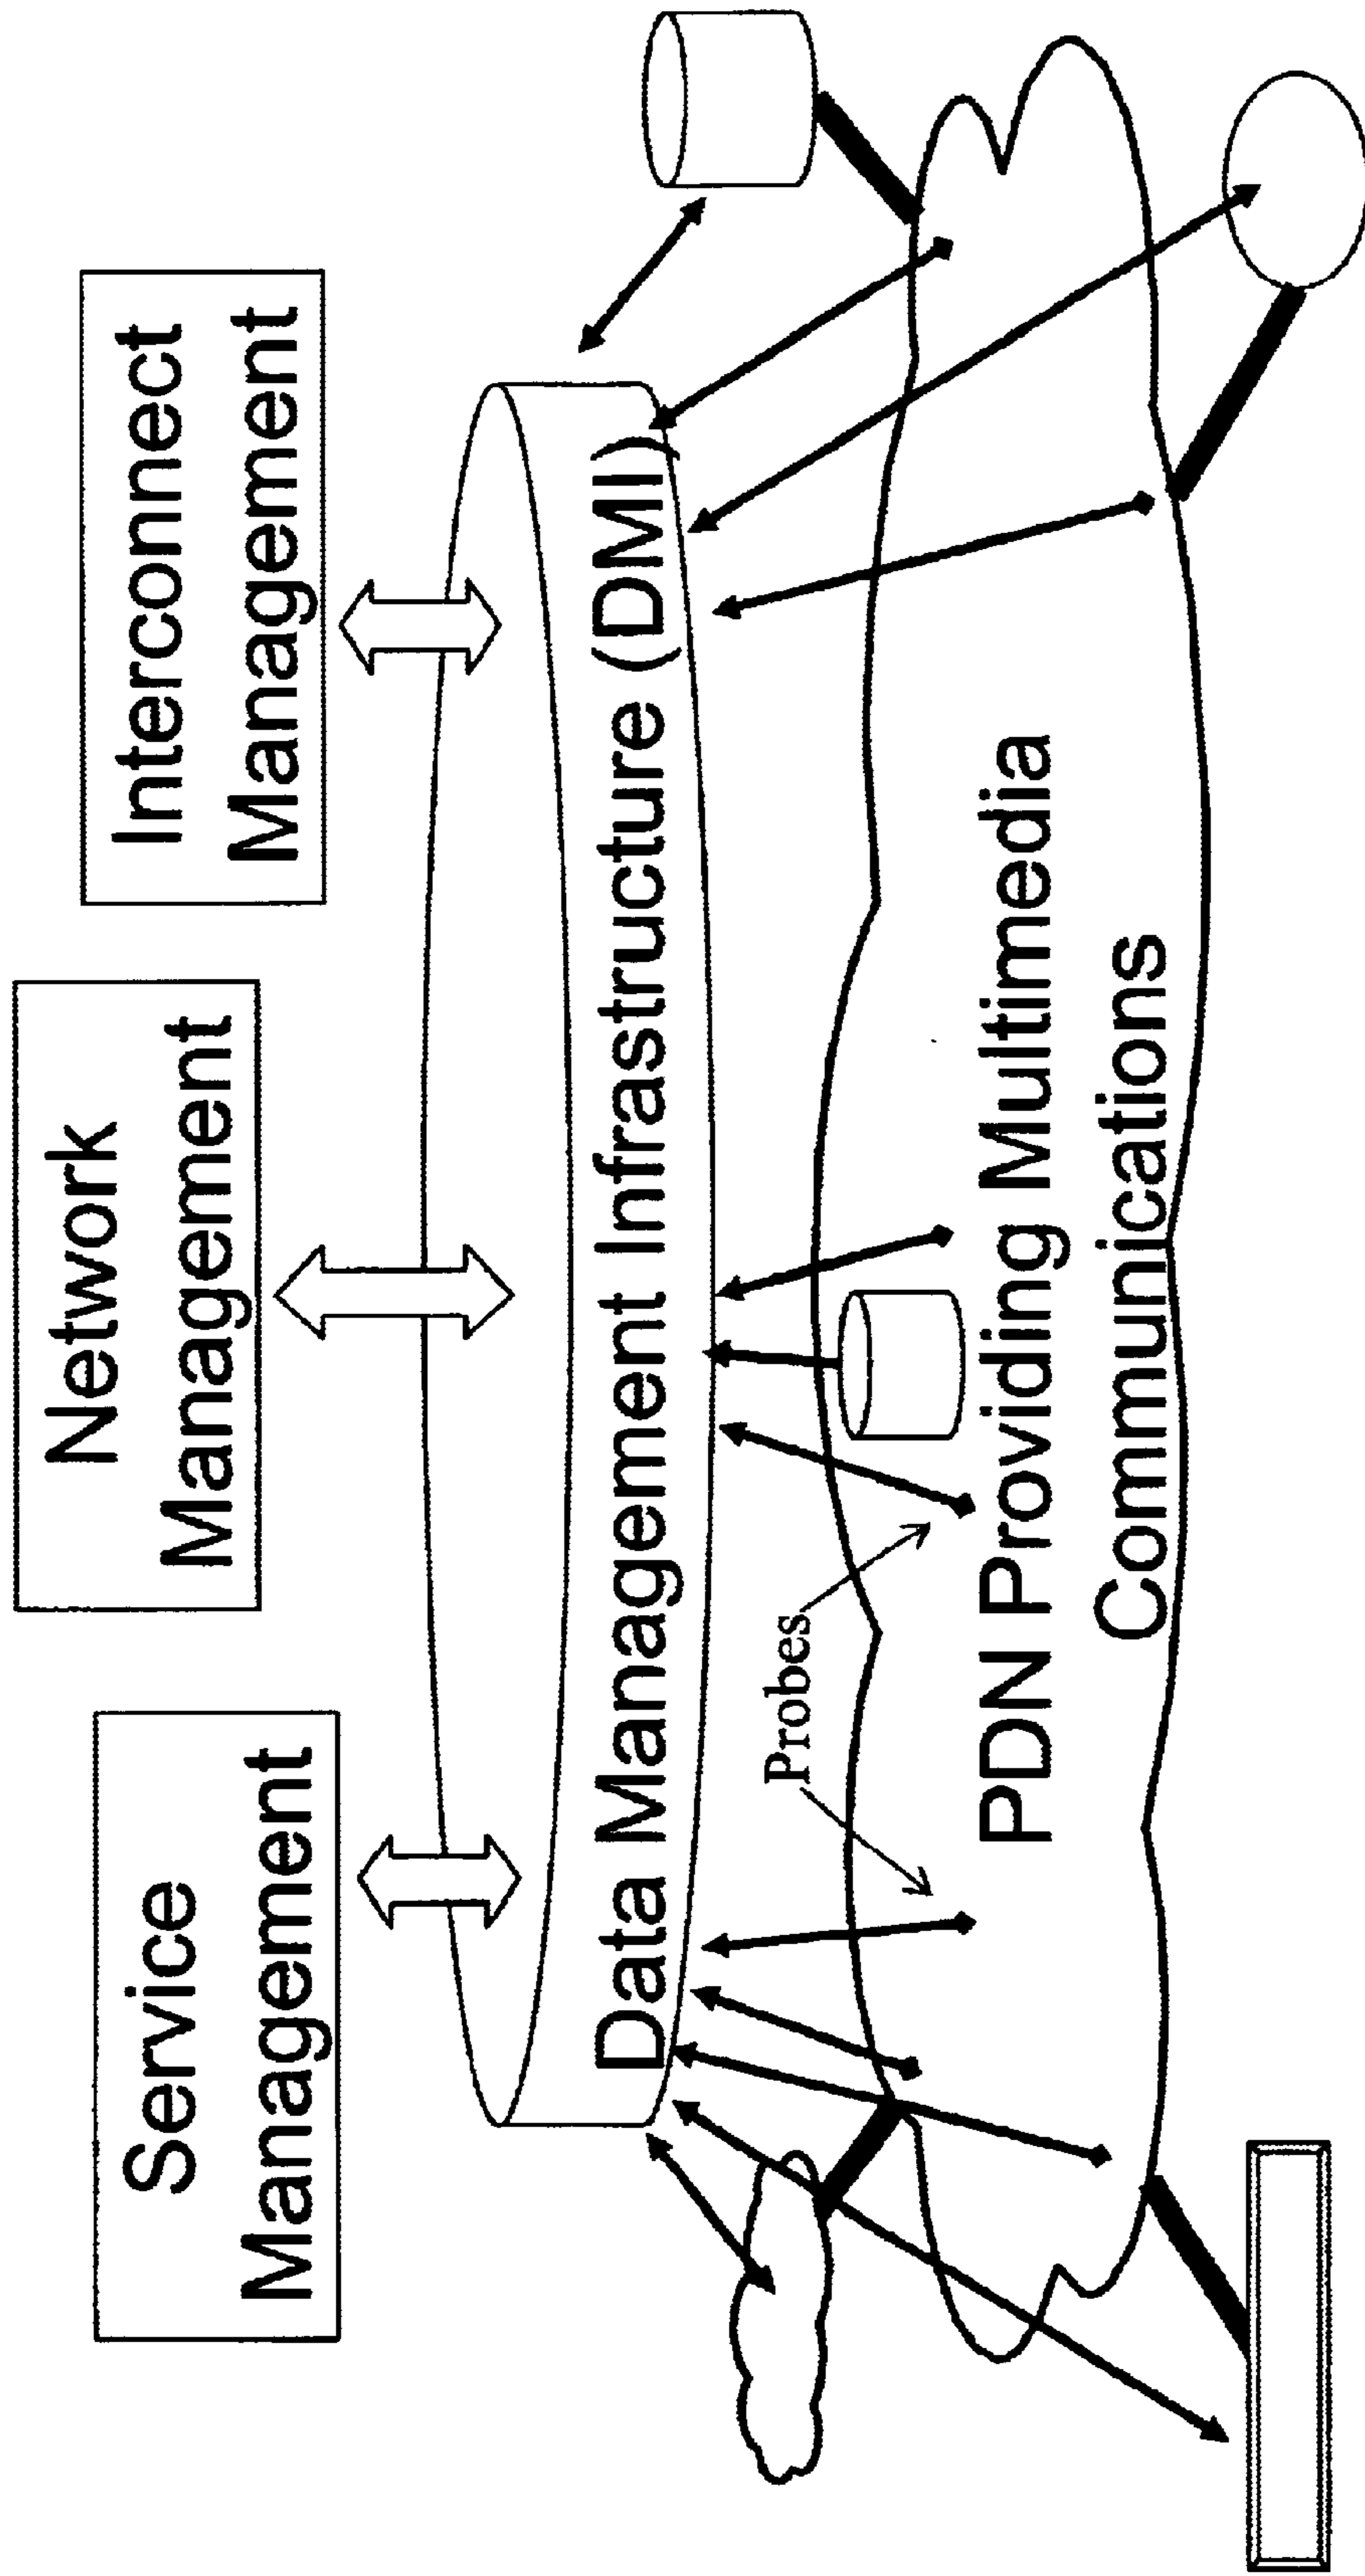 Service
Management
Network
Management
Interconnect
Management
Data Management Infrastructure (DMI)
Probes
PDN Providing Multimedia
Communications